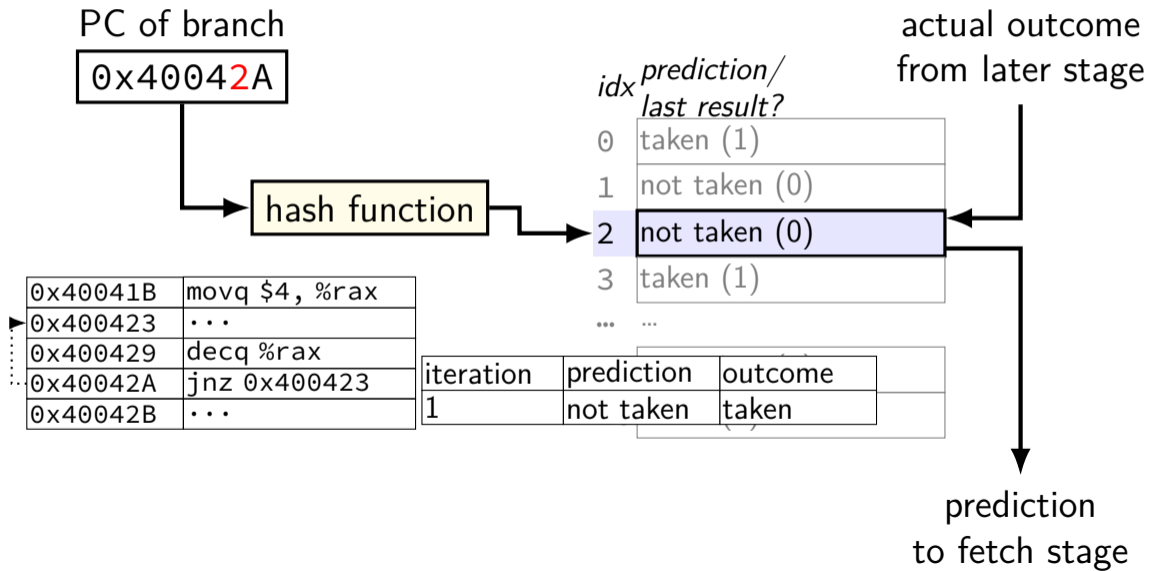 PC of branch
0x40042A
hash function
actual outcome
from later stage
idx prediction/
last result?
0 taken (1)
1 not taken (0)
2 not taken (0)
3 taken (1)
... ...
0x40041B movq $4, %rax
0x400423 ...
0x400429 decq %rax
0x40042A jnz 0x400423
0x40042B ...
iteration prediction outcome
1 not taken taken
prediction
to fetch stage